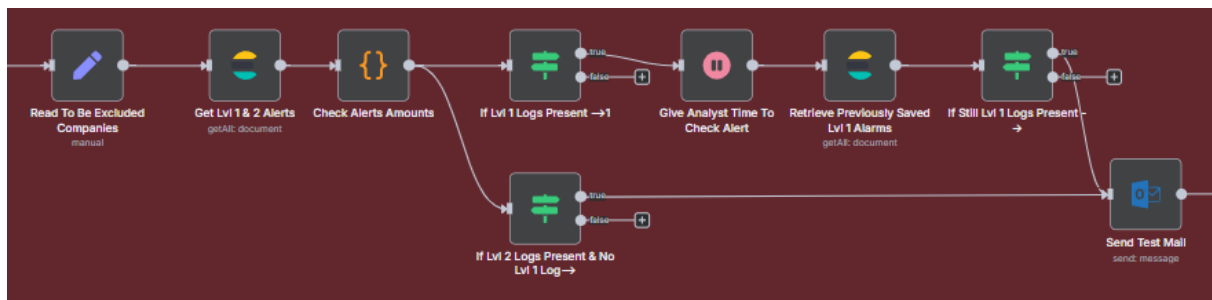 true
false
true
false
Read To Be Excluded
Companies
manual
Get Lvl 1 & 2 Alerts
getAll: document
Check Alerts Amounts
If Lvl 1 Logs Present -->1
Give Analyst Time To
Check Alert
Retrieve Previously Saved
Lvl 1 Alarms
getAll: document
If Still Lvl 1 Logs Present -
->
true
false
If Lvl 2 Logs Present & No
Lvl 1 Log-->
Send Test Mail
send: message